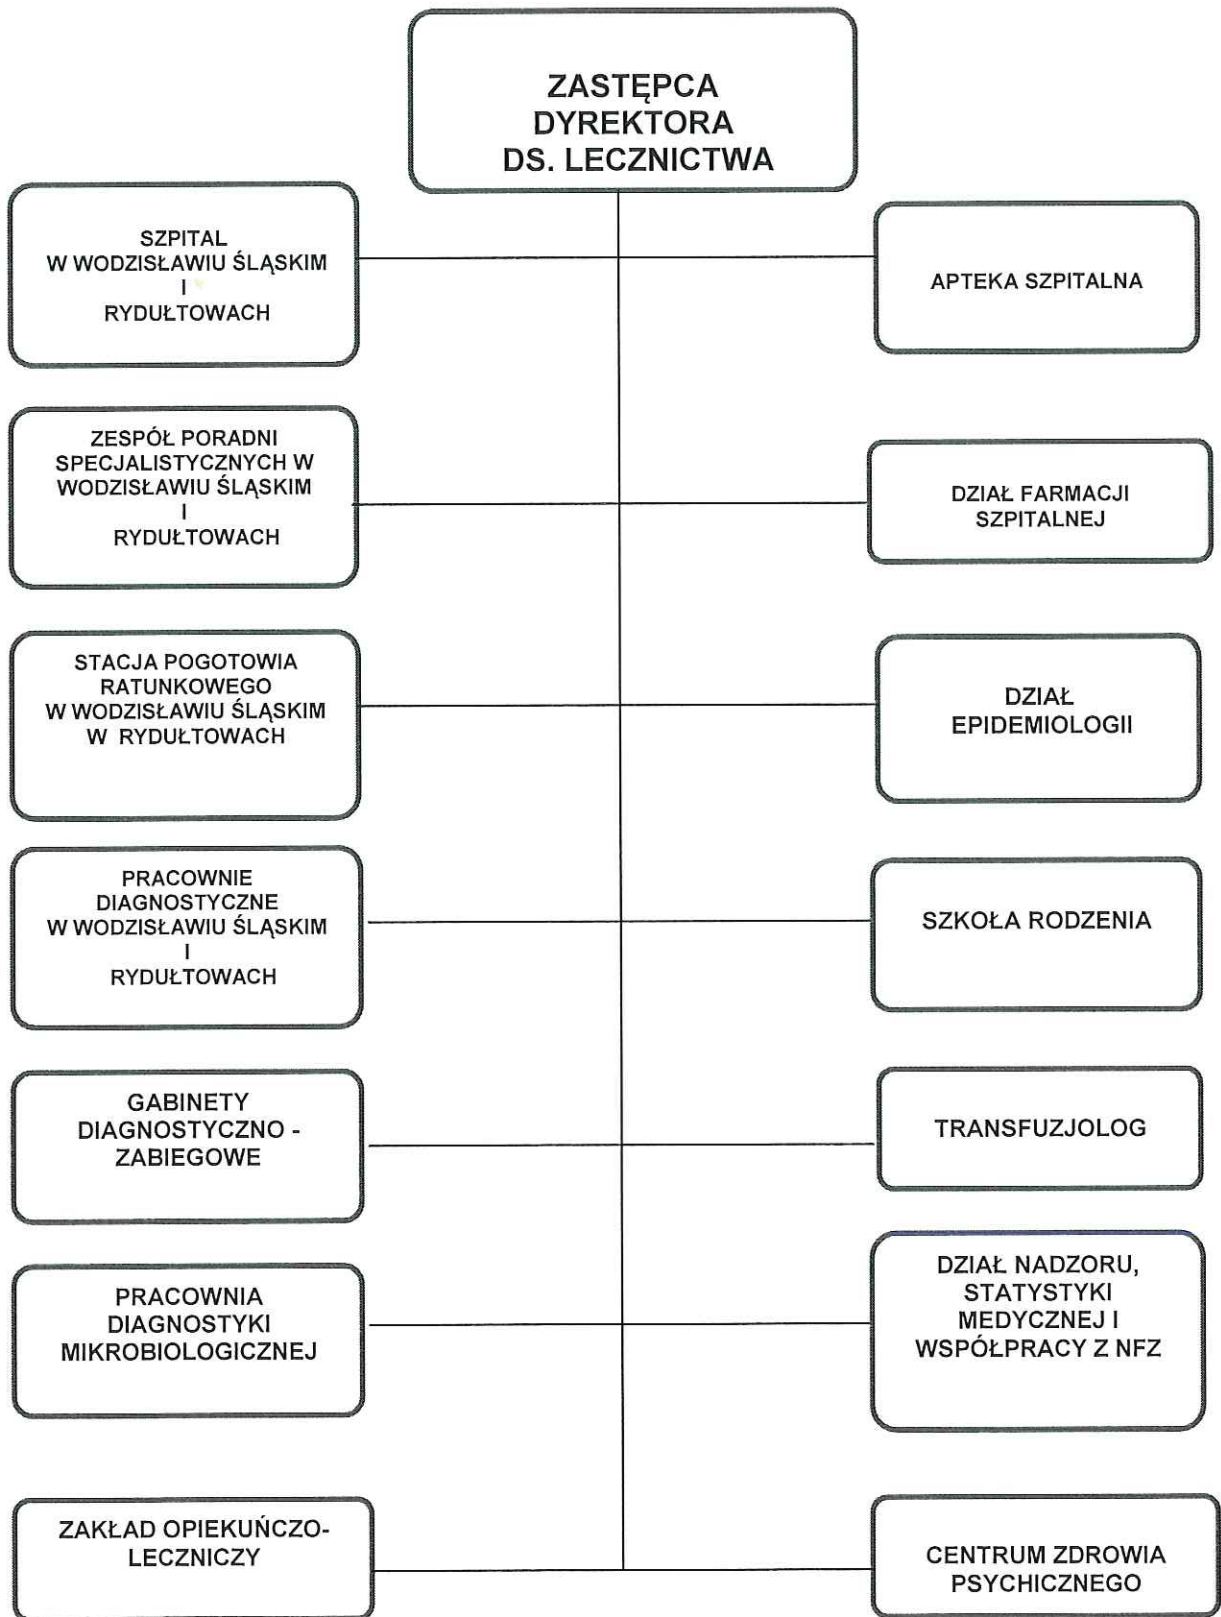 ZASTĘPCA
DYREKTORA
DS. LECZNICTWA
SZPITAL
W WODZISŁAWIU ŚLĄSKIM
I
RYDUŁTOWACH
APTEKA SZPITALNA
ZESPÓŁ PORADNI
SPECJALISTYCZNYCH W
WODZISŁAWIU ŚLĄSKIM
I
RYDUŁTOWACH
DZIAŁ FARMACJI
SZPITALNEJ
STACJA POGOTOWIA
RATUNKOWEGO
W WODZISŁAWIU ŚLĄSKIM
W RYDUŁTOWACH
DZIAŁ
EPIDEMIOLOGII
PRACOWNIE
DIAGNOSTYCZNE
W WODZISŁAWIU ŚLĄSKIM
I
RYDUŁTOWACH
SZKOŁA RODZENIA
GABINETY
DIAGNOSTYCZNO -
ZABIEGOWE
TRANSFUZJOLOG
PRACOWNIA
DIAGNOSTYKI
MIKROBIOLOGICZNEJ
DZIAŁ NADZORU,
STATYSTYKI
MEDYCZNEJ I
WSPÓŁPRACY Z NFZ
ZAKŁAD OPIEKUŃCZO-
LECZNICZY
CENTRUM ZDROWIA
PSYCHICZNEGO